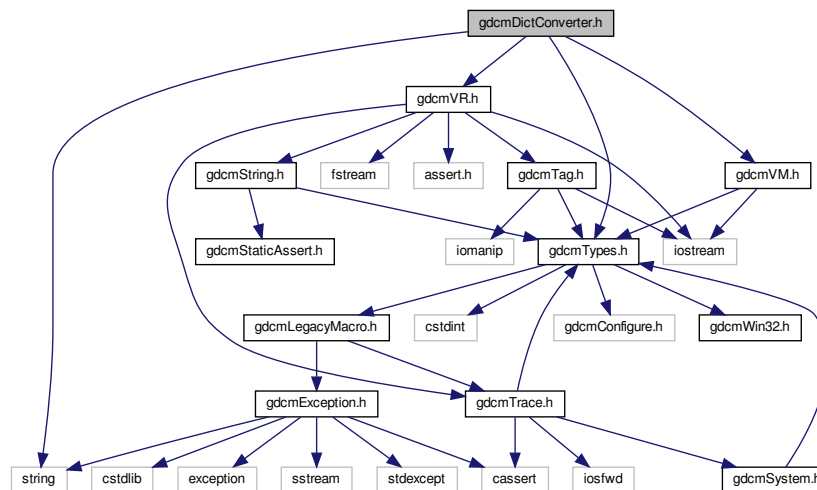 gdcmDictConverter.h
gdcmVR.h
gdcmString.h
fstream
assert.h
gdcmTag.h
gdcmVM.h
gdcmStaticAssert.h
iomanip
gdcmTypes.h
iostream
gdcmLegacyMacro.h
cstdint
gdcmConfigure.h
gdcmWin32.h
gdcmException.h
gdcmTrace.h
string
cstdlib
exception
sstream
stdexcept
cassert
iosfwd
gdcmSystem.h